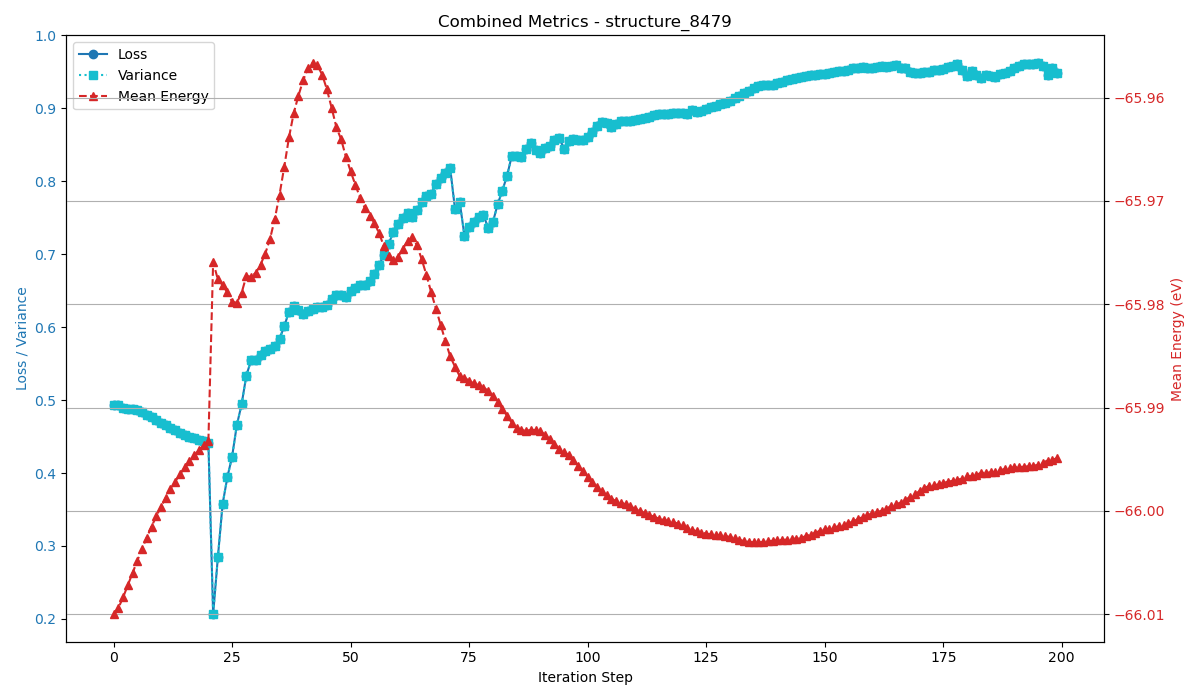 Combined Metrics - structure_8479
Loss
Variance
Mean Energy
Loss / Variance
1.0
0.9
0.8
0.7
0.6
0.5
0.4
0.3
0.2
−65.96
−65.97
−65.98
−65.99
−66.00
−66.01
Mean Energy (eV)
0 25 50 75 100 125 150 175 200
Iteration Step